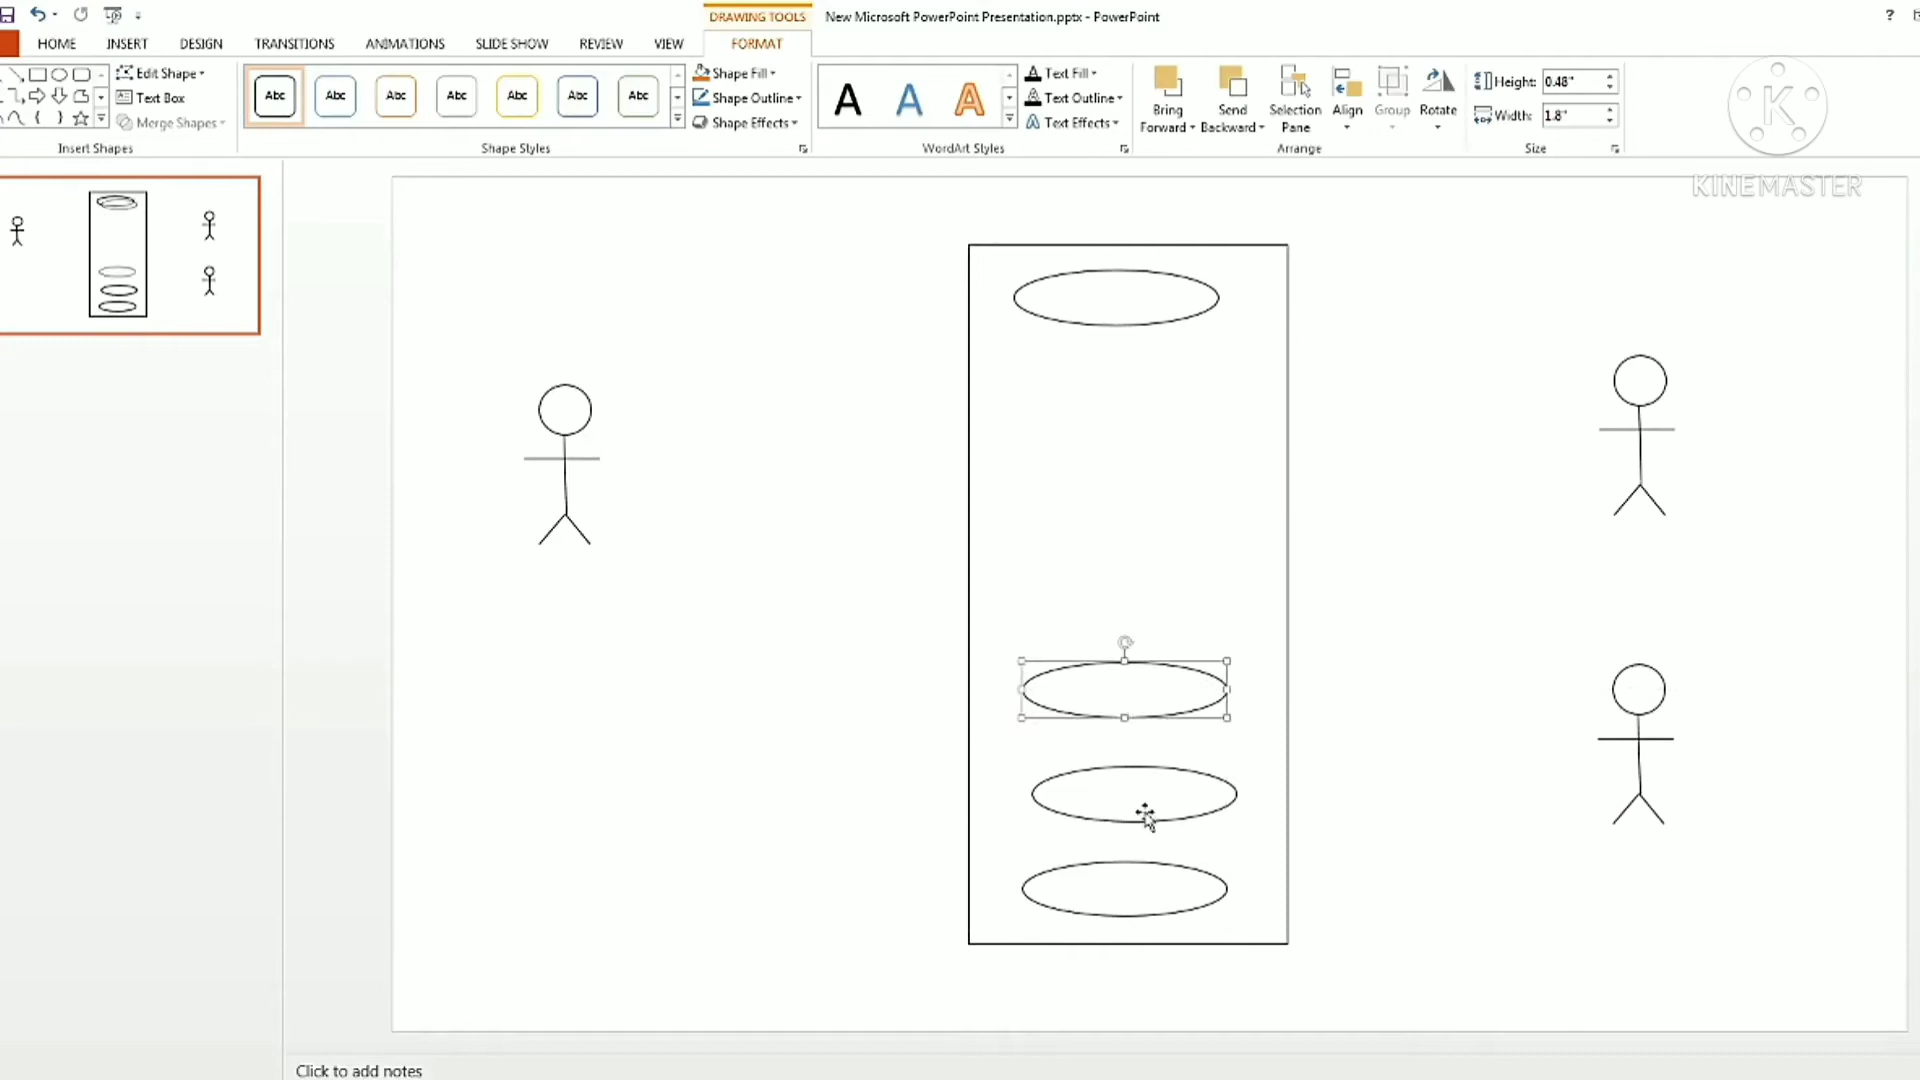 DRAWING TOOLS
New Microsoft PowerPoint Presentation.pptx - PowerPoint
?
HOME
INSERT
DESIGN
TRANSITIONS
ANIMATIONS
SLIDE SHOW
REVIEW
VIEW
FORMAT
Edit Shape
Text Box
Merge Shapes
Insert Shapes
Abc
Abc
Abc
Abc
Abc
Abc
Abc
Shape Fill
Shape Outline
Shape Effects
Shape Styles
A
A
A
Text Fill
Text Outline
Text Effects
WordArt Styles
Bring Forward
Send Backward
Selection Pane
Align
Group
Rotate
Arrange
Height: 0.48"
Width: 1.8"
Size
K
KINEMASTER
Click to add notes